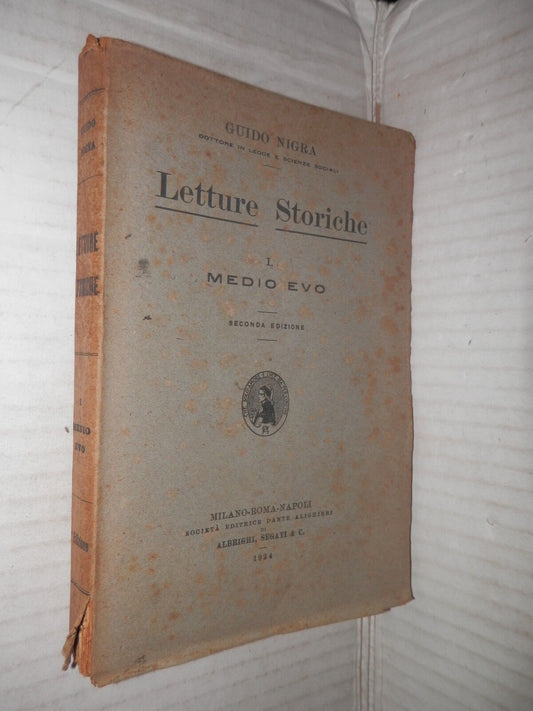 GUIDO NIGRA
DOTTORE IN LEGGE E SCIENZE SOCIALI
Letture Storiche
I.
MEDIO EVO
SECONDA EDIZIONE
MILANO-ROMA-NAPOLI
SOCIETÀ EDITRICE DANTE ALIGHIERI
DI
ALBRIGHI, SEGATI & C.
1924
GUIDO
NIGRA
LETTURE
STORICHE
I
MEDIO
EVO